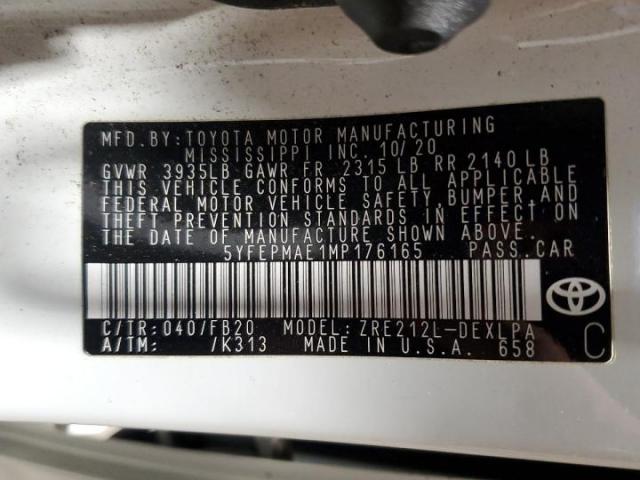 MFD. BY: TOYOTA MOTOR MANUFACTURING
MISSISSIPPI INC. 10/20
GVWR 3935LB GAWR FR 2315 LB RR 2140 LB
THIS VEHICLE CONFORMS TO ALL APPLICABLE
FEDERAL MOTOR VEHICLE SAFETY, BUMPER, AND
THEFT PREVENTION STANDARDS IN EFFECT ON
THE DATE OF MANUFACTURE SHOWN ABOVE.
5YFEPMAE1MP176165 PASS. CAR
C/TR: 040/FB20 MODEL: ZRE212L-DEXLPA
A/TM: /K313 MADE IN U.S.A. 658 C